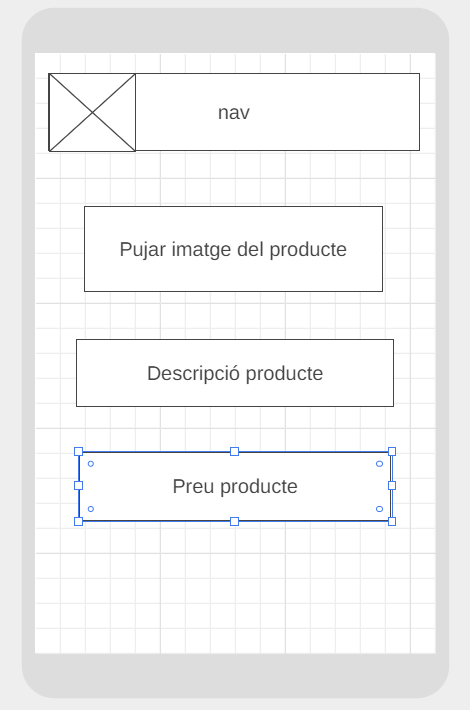 nav
Pujar imatge del producte
Descripció producte
Preu producte